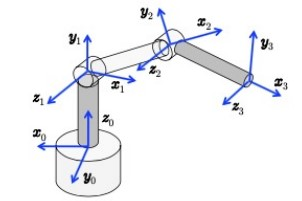 y₂
x₂
y₁
y₃
z₂
x₁
z₁
x₃
z₃
z₀
x₀
y₀